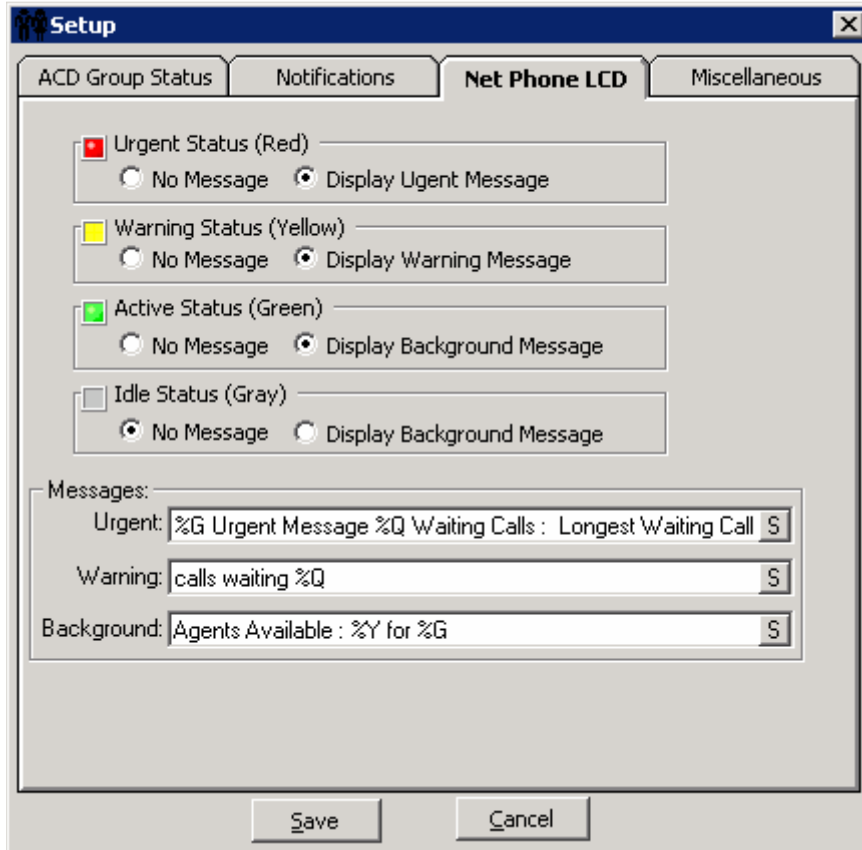 Setup
ACD Group Status Notifications Net Phone LCD Miscellaneous
Urgent Status (Red)
No Message Display Ugent Message
Warning Status (Yellow)
No Message Display Warning Message
Active Status (Green)
No Message Display Background Message
Idle Status (Gray)
No Message Display Background Message
Messages:
Urgent: %G Urgent Message %Q Waiting Calls : Longest Waiting Call S
Warning: calls waiting %Q S
Background: Agents Available : %Y for %G S
Save Cancel